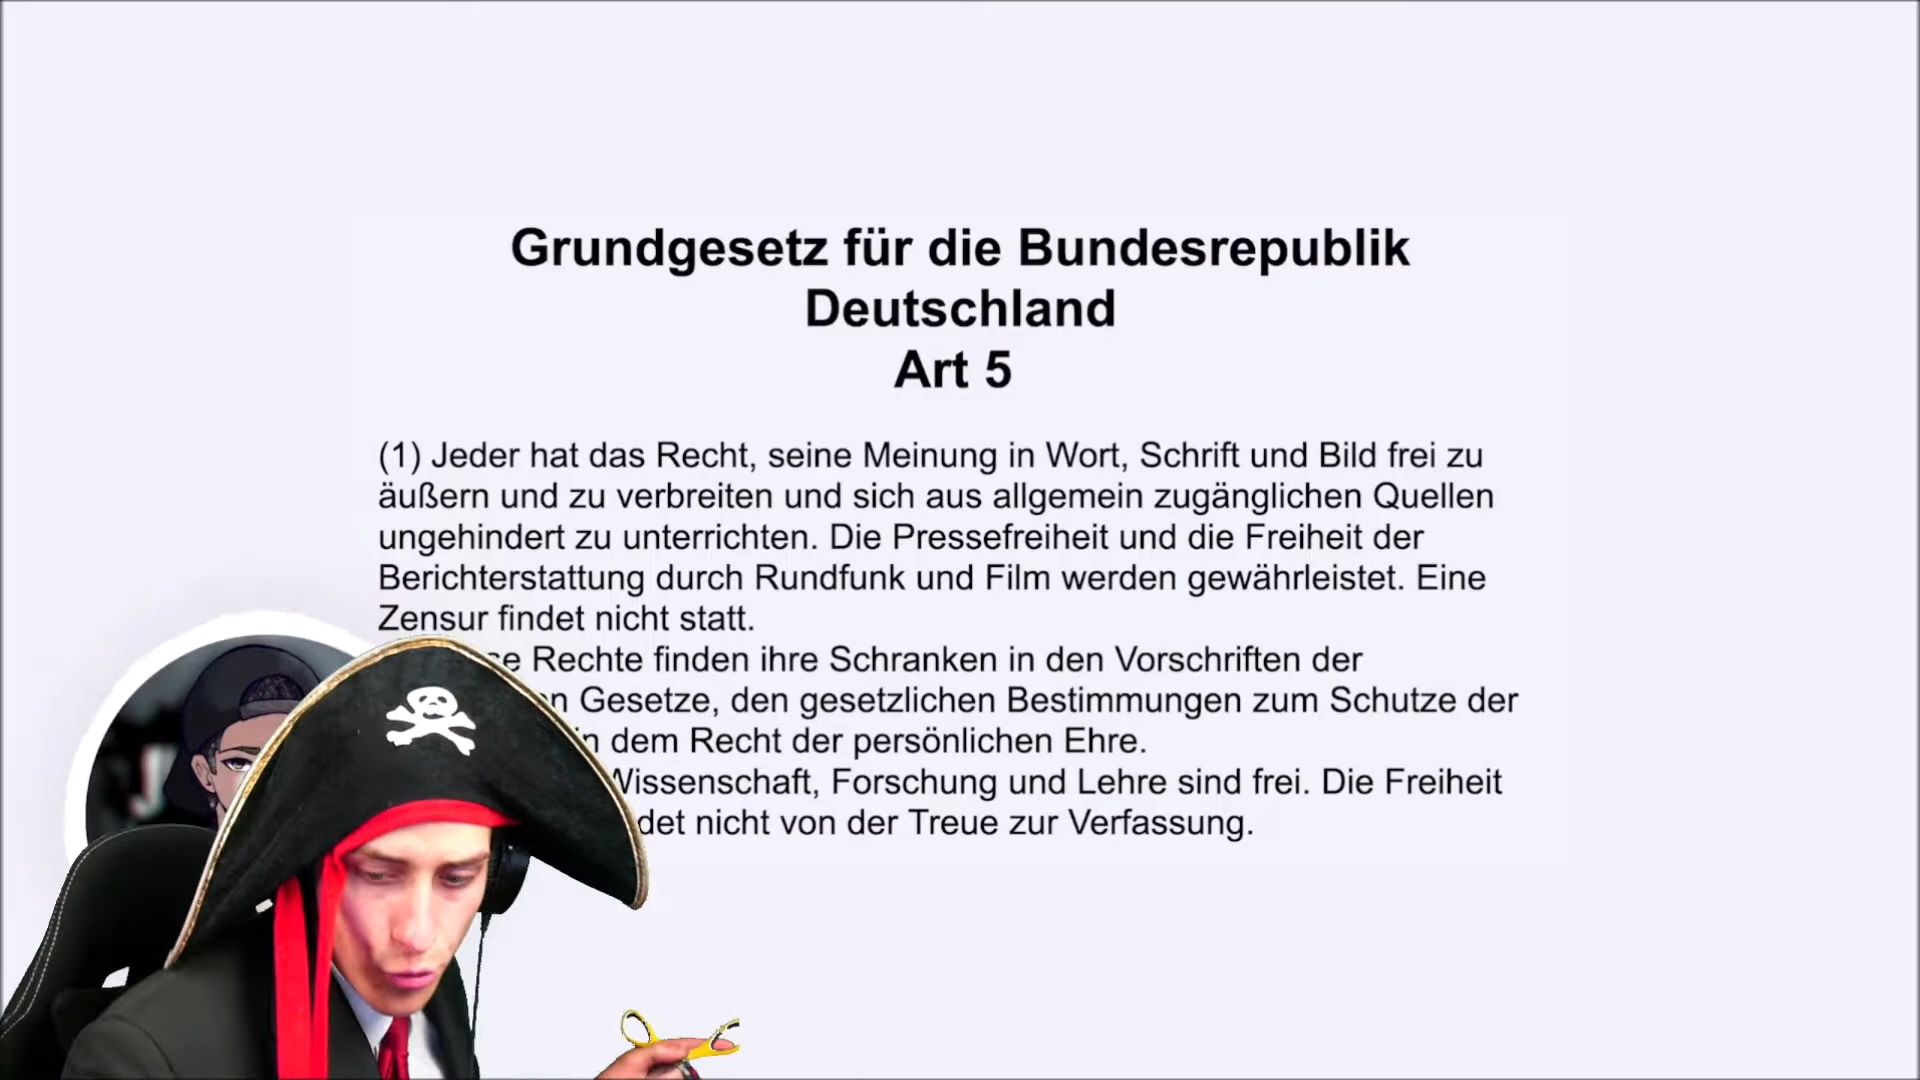 Grundgesetz für die Bundesrepublik
Deutschland
Art 5
(1) Jeder hat das Recht, seine Meinung in Wort, Schrift und Bild frei zu
äußern und zu verbreiten und sich aus allgemein zugänglichen Quellen
ungehindert zu unterrichten. Die Pressefreiheit und die Freiheit der
Berichterstattung durch Rundfunk und Film werden gewährleistet. Eine
Zensur findet nicht statt.
Rechte finden ihre Schranken in den Vorschriften der
Gesetze, den gesetzlichen Bestimmungen zum Schutze der
dem Recht der persönlichen Ehre.
Wissenschaft, Forschung und Lehre sind frei. Die Freiheit
nicht von der Treue zur Verfassung.